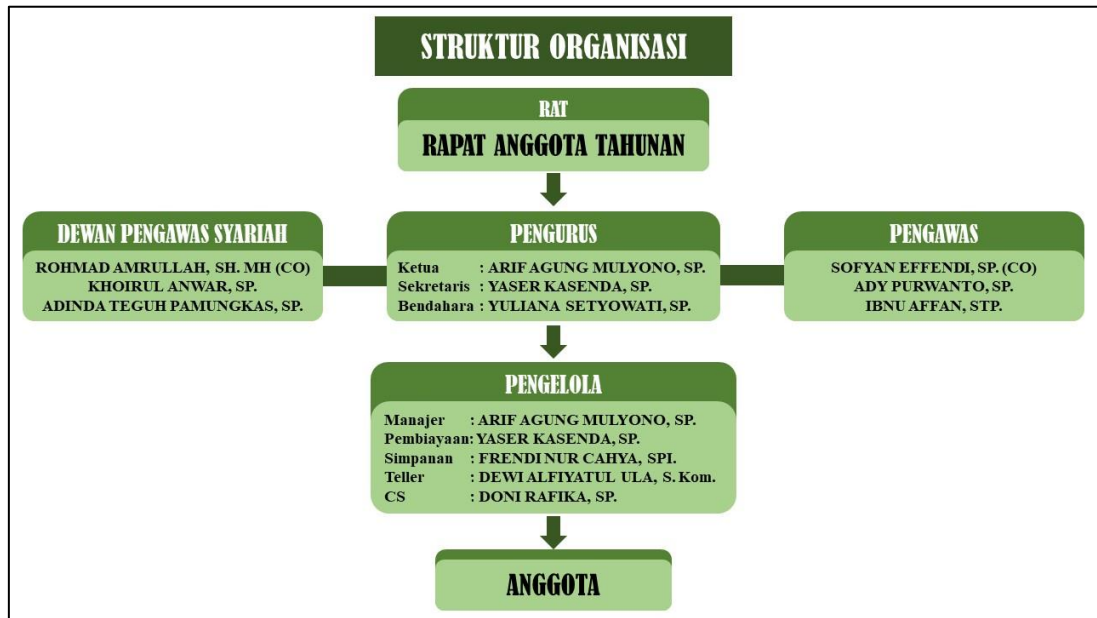 STRUKTUR ORGANISASI
RAT
RAPAT ANGGOTA TAHUNAN
DEWAN PENGAWAS SYARIAH
ROHMAD AMRULLAH, SH. MH (CO)
KHOIRUL ANWAR, SP.
ADINDA TEGUH PAMUNGKAS, SP.
PENGURUS
Ketua : ARIF AGUNG MULYONO, SP.
Sekretaris : YASER KASENDA, SP.
Bendahara : YULIANA SETYOWATI, SP.
PENGAWAS
SOFYAN EFFENDI, SP. (CO)
ADY PURWANTO, SP.
IBNU AFFAN, STP.
PENGELOLA
Manajer : ARIF AGUNG MULYONO, SP.
Pembiayaan: YASER KASENDA, SP.
Simpanan : FRENDI NUR CAHYA, SPI.
Teller : DEWI ALFIYATUL ULA, S. Kom.
CS : DONI RAFIKA, SP.
ANGGOTA